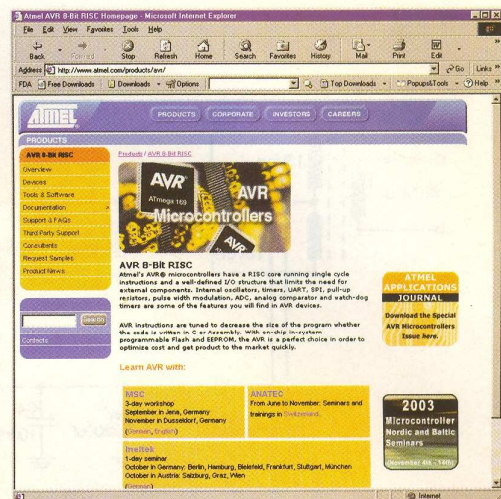 Atmel AVR 8-Bit RISC Homepage - Microsoft Internet Explorer
File Edit View Favorites Tools Help
Back Forward Stop Refresh Home Search Favorites History Mail Print Edit
Address http://www.atmel.com/products/avr/ Go Links »
FDA Free Downloads Downloads Options Top Downloads Popups&Tools Help
ATMEL
PRODUCTS CORPORATE INVESTORS CAREERS
PRODUCTS
AVR 8-Bit RISC
Overview
Devices
Tools & Software
Documentation
Support & FAQs
Third Party Support
Consultants
Request Samples
Product News
Search
Contacts
Products / AVR 8-Bit RISC
AVR
ATmega 169
AVR
Microcontrollers
AVR
AVR 8-Bit RISC
Atmel's AVR® microcontrollers have a RISC core running single cycle
instructions and a well-defined I/O structure that limits the need for
external components. Internal oscillators, timers, UART, SPI, pull-up
resistors, pulse width modulation, ADC, analog comparator and watch-dog
timers are some of the features you will find in AVR devices.
AVR instructions are tuned to decrease the size of the program whether
the code is written in C or Assembly. With on-chip in-system
programmable Flash and EEPROM, the AVR is a perfect choice in order to
optimize cost and get product to the market quickly.
Learn AVR with:
MSC
3-day workshop
September in Jena, Germany
November in Dusseldorf, Germany
(German, English)
ANATEC
From June to November: Seminars and
trainings in Switzerland.
Ineltek
1-day seminar
October in Germany: Berlin, Hamburg, Bielefeld, Frankfurt, Stuttgart, München
October in Austria: Salzburg, Graz, Wien
(German)
ATMEL
APPLICATIONS
JOURNAL
Download the Special
AVR Microcontrollers
Issue here.
2003
Microcontroller
Nordic and Baltic
Seminars
(November 4th - 14th)
Internet